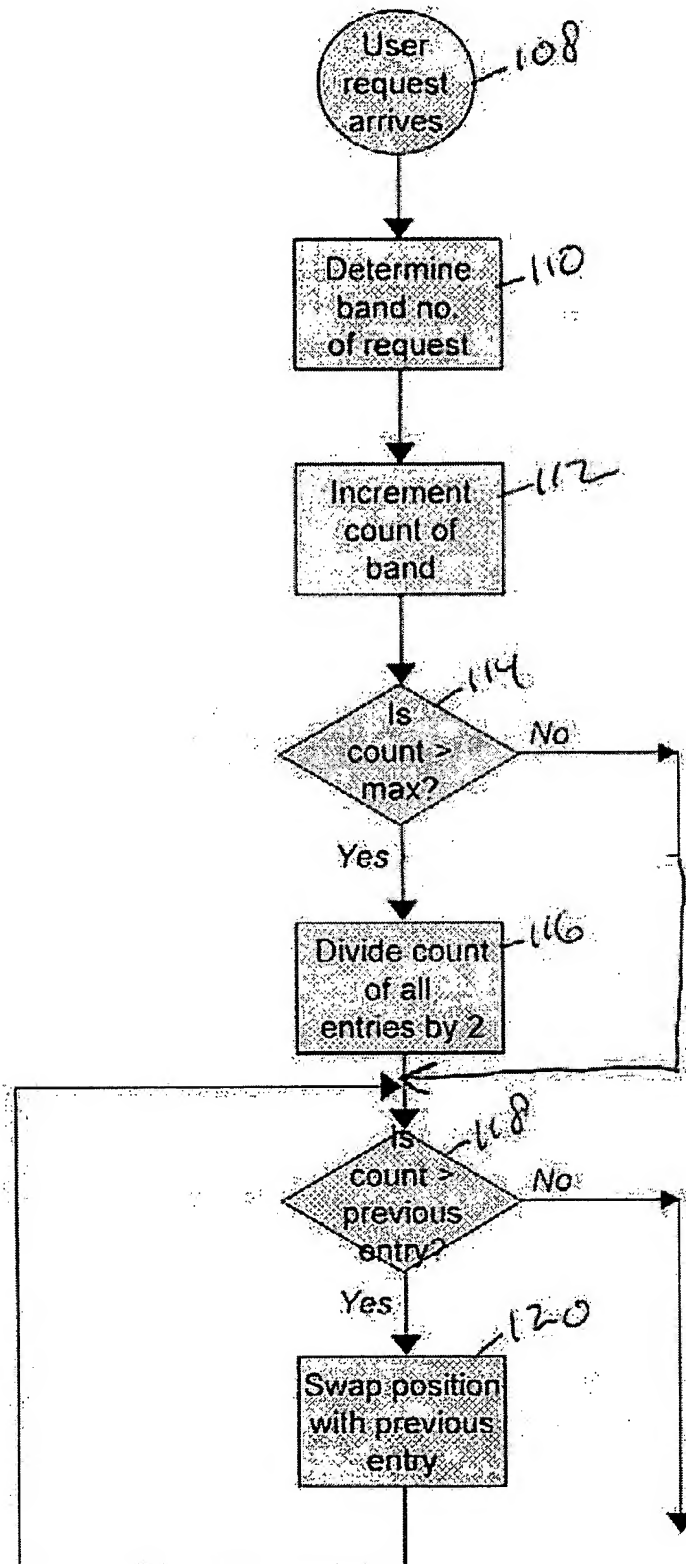 User
request
arrives
108
Determine
band no.
of request
110
Increment
count of
band
112
114
Is
count >
max?
No
Yes
Divide count
of all
entries by 2
116
118
Is
count >
previous
entry?
No
Yes
120
Swap position
with previous
entry